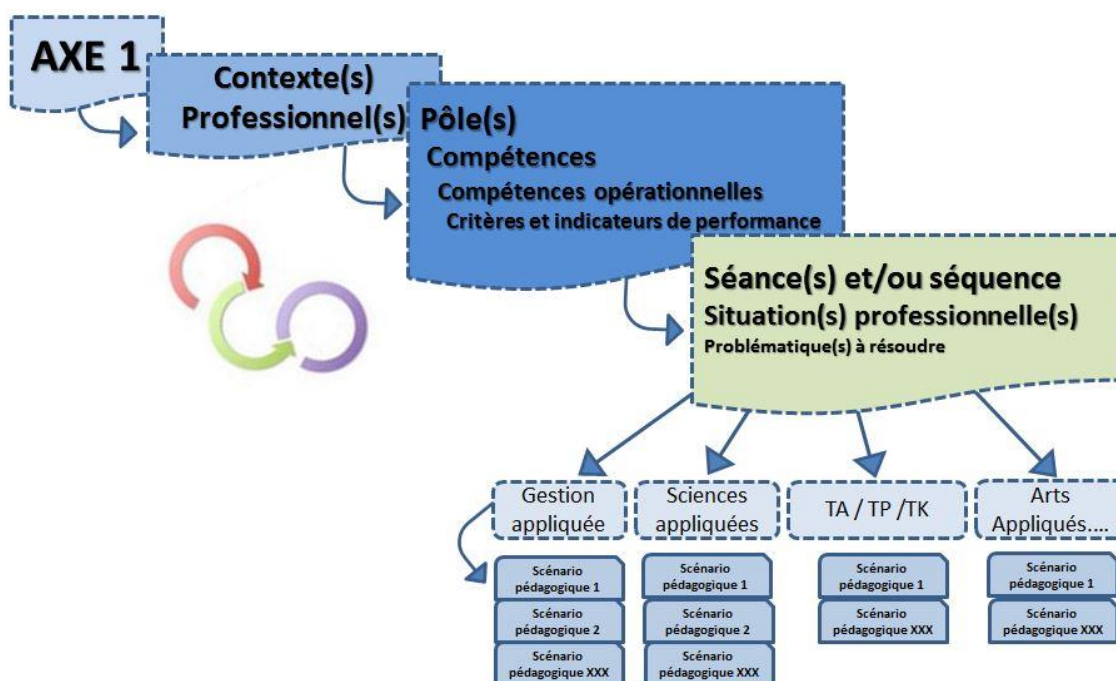 AXE 1
Contexte(s)
Professionnel(s)
Pôle(s)
Compétences
Compétences opérationnelles
Critères et indicateurs de performance
Séance(s) et/ou séquence
Situation(s) professionnelle(s)
Problématique(s) à résoudre
Gestion
appliquée
Sciences
appliquées
TA / TP /TK
Arts
Appliqués....
Scénario
pédagogique 1
Scénario
pédagogique 2
Scénario
pédagogique XXX
Scénario
pédagogique 1
Scénario
pédagogique 2
Scénario
pédagogique XXX
Scénario
pédagogique 1
Scénario
pédagogique XXX
Scénario
pédagogique 1
Scénario
pédagogique XXX